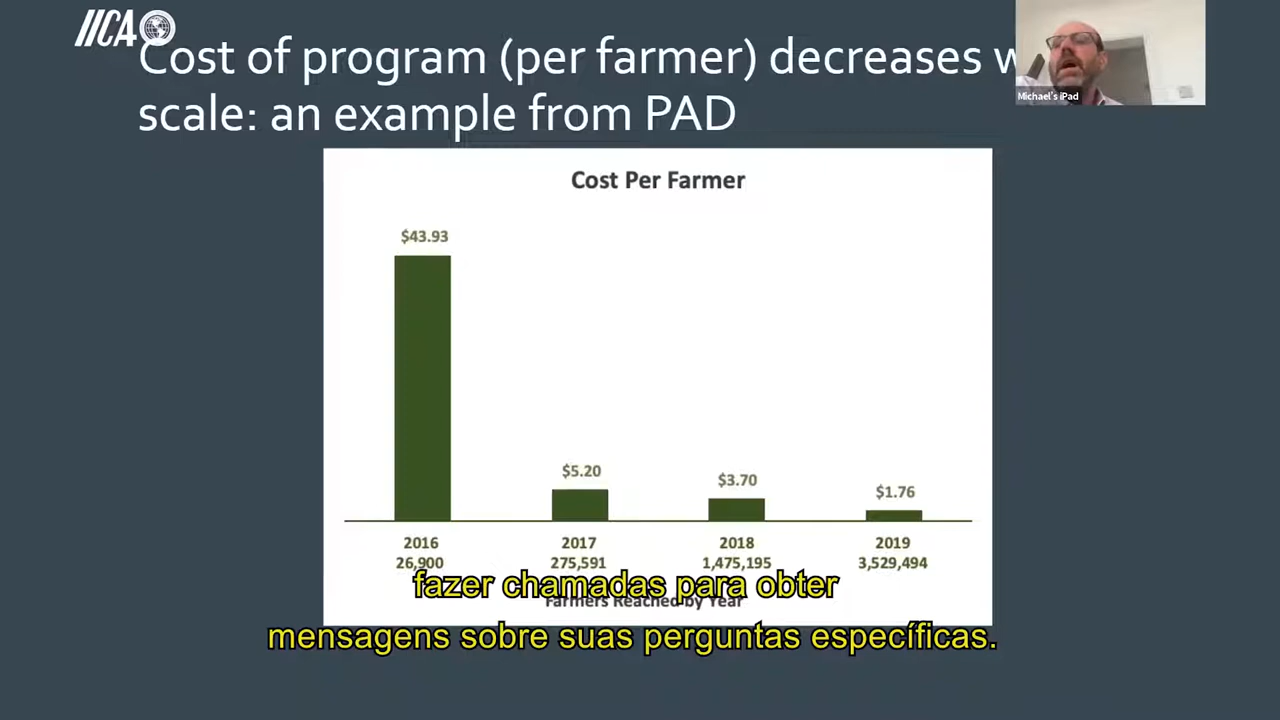 IICA
Cost of program (per farmer) decreases
scale: an example from PAD
Michael's iPad
Cost Per Farmer
$43.93
$5.20
$3.70
$1.76
2016 2017 2018 2019
26,900 275,591 1,475,195 3,529,494
Farmers Reached by Year
fazer chamadas para obter
mensagens sobre suas perguntas específicas.